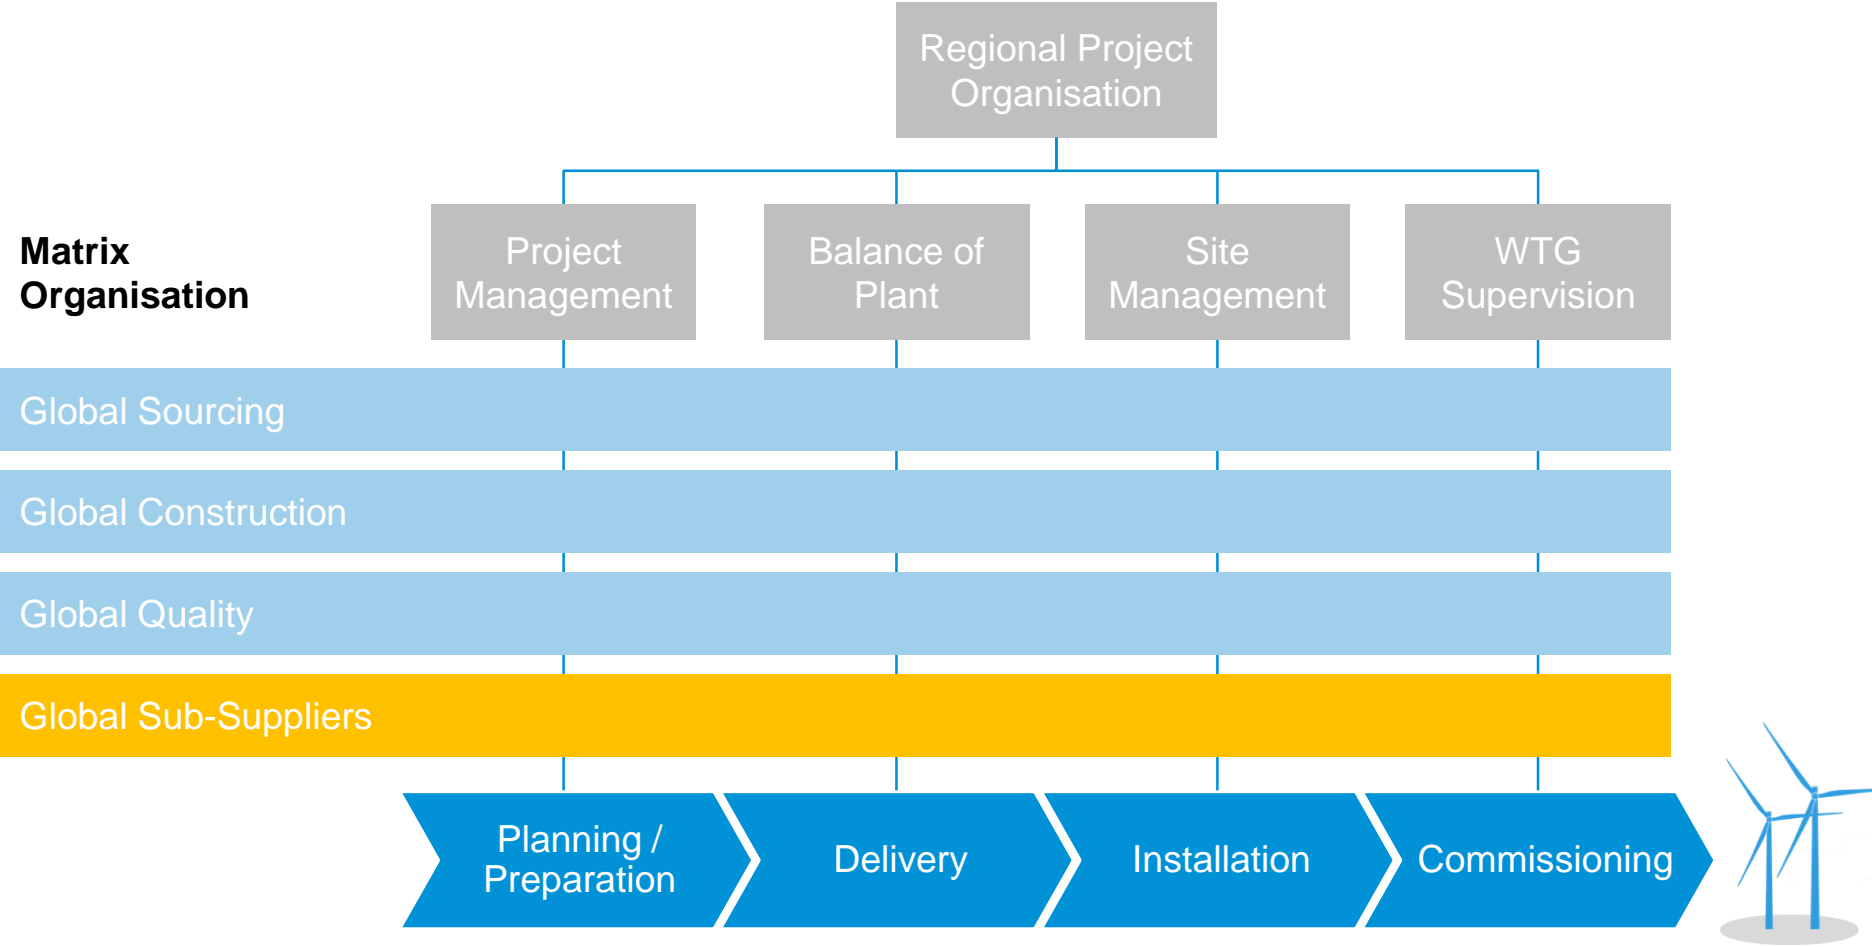 Regional Project
Organisation
Matrix
Organisation
Project
Management
Balance of
Plant
Site
Management
WTG
Supervision
Global Sourcing
Global Construction
Global Quality
Global Sub-Suppliers
Planning /
Preparation
Delivery
Installation
Commissioning